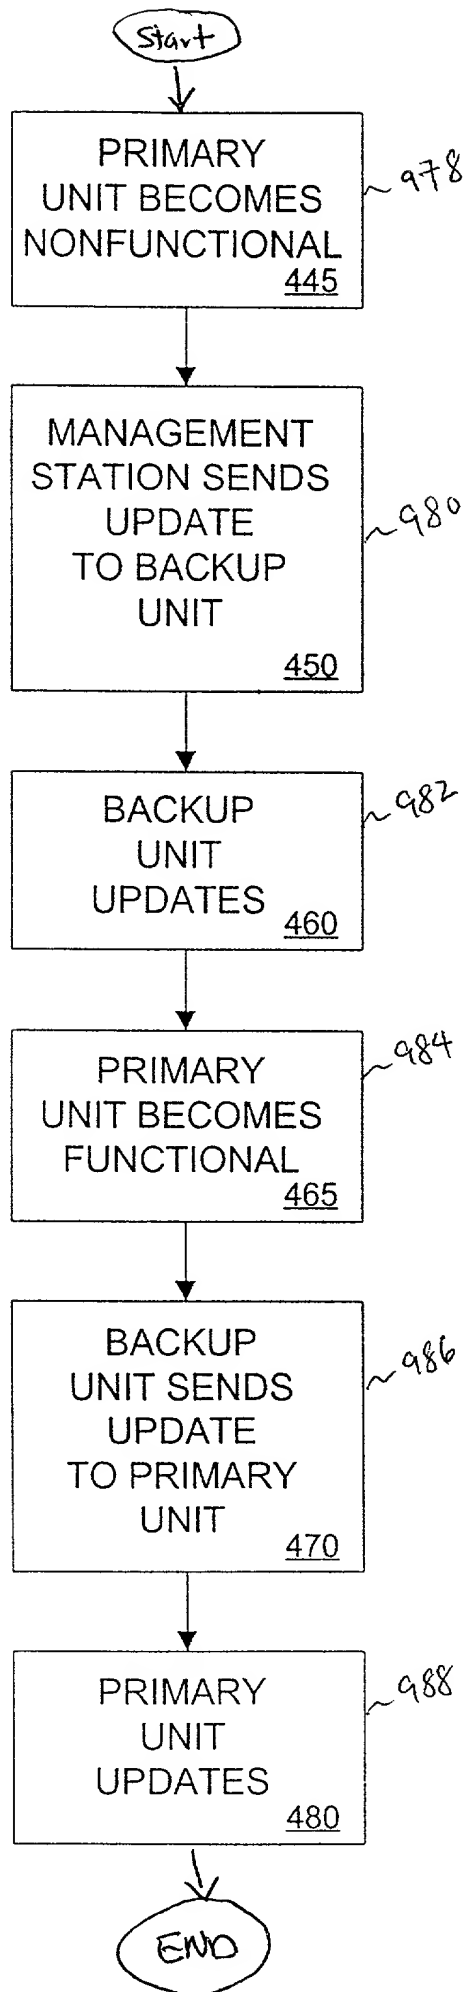 Start
PRIMARY
UNIT BECOMES
NONFUNCTIONAL
445
978
MANAGEMENT
STATION SENDS
UPDATE
TO BACKUP
UNIT
450
980
BACKUP
UNIT
UPDATES
460
982
PRIMARY
UNIT BECOMES
FUNCTIONAL
465
984
BACKUP
UNIT SENDS
UPDATE
TO PRIMARY
UNIT
470
986
PRIMARY
UNIT
UPDATES
480
988
END